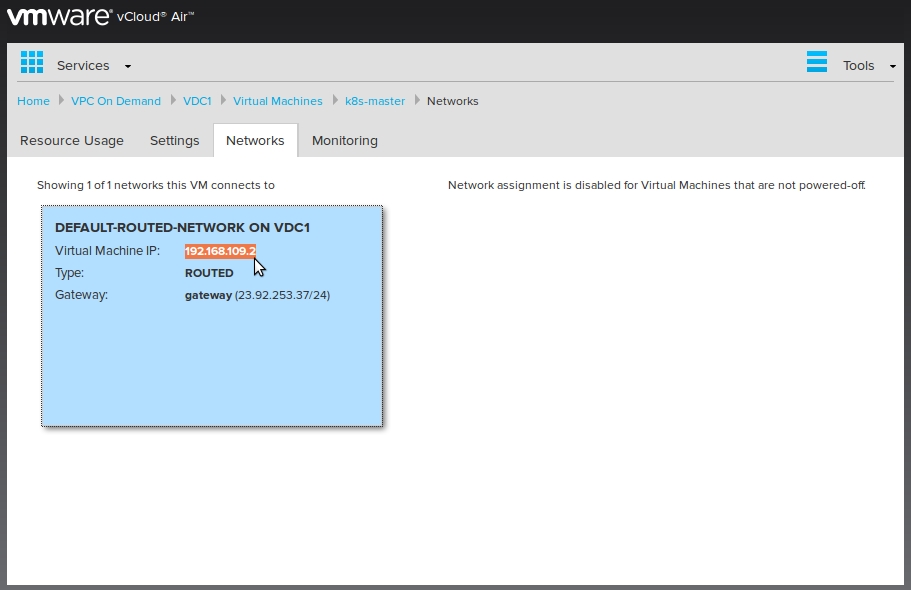 vmware® vCloud® Air™
Services
Tools
Home VPC On Demand VDC1 Virtual Machines k8s-master Networks
Resource Usage Settings Networks Monitoring
Showing 1 of 1 networks this VM connects to
Network assignment is disabled for Virtual Machines that are not powered-off.
DEFAULT-ROUTED-NETWORK ON VDC1
Virtual Machine IP: 192.168.109.2
Type: ROUTED
Gateway: gateway (23.92.253.37/24)